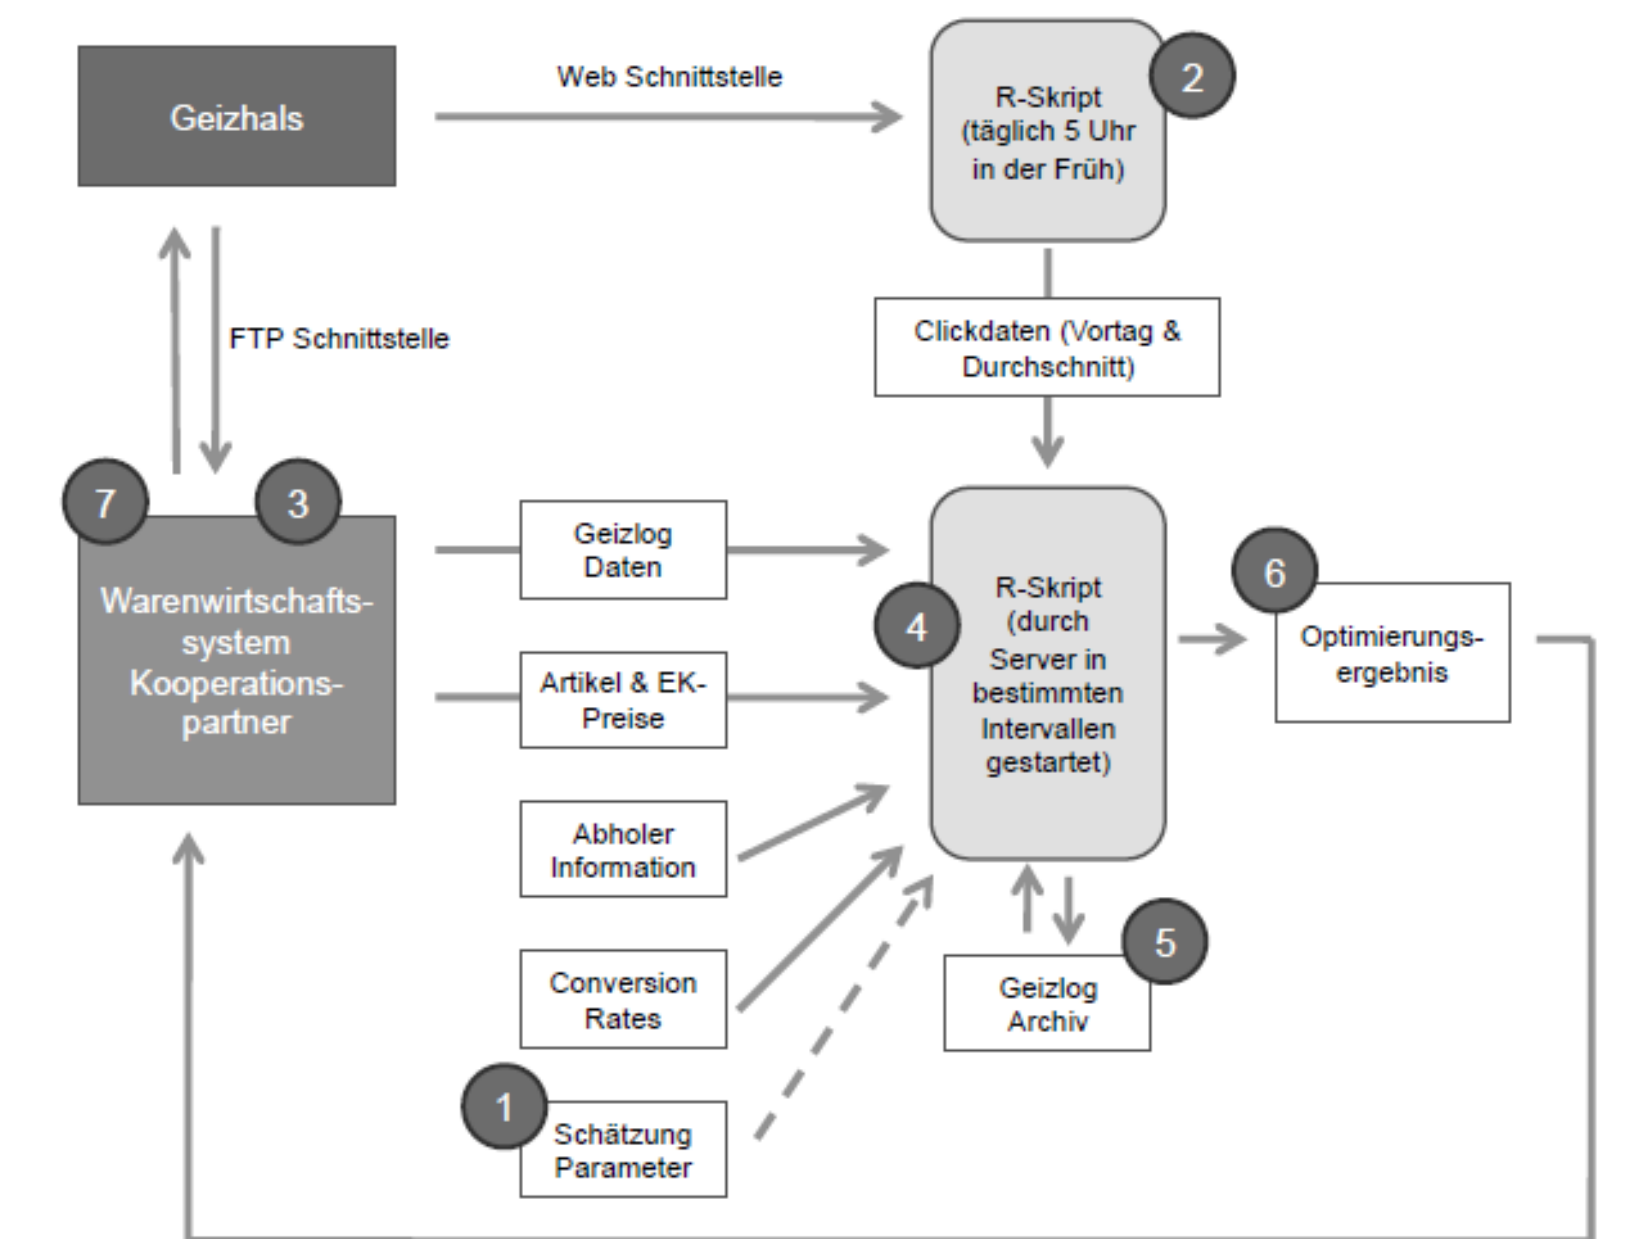 Geizhals
Web Schnittstelle
R-Skript
(täglich 5 Uhr
in der Früh)
2
FTP Schnittstelle
Clickdaten (Vortag &
Durchschnitt)
7
3
Warenwirtschafts-
system
Kooperations-
partner
Geizlog
Daten
Artikel & EK-
Preise
Abholer
Information
Conversion
Rates
1
Schätzung
Parameter
4
R-Skript
(durch
Server in
bestimmten
Intervallen
gestartet)
5
Geizlog
Archiv
6
Optimierungs-
ergebnis